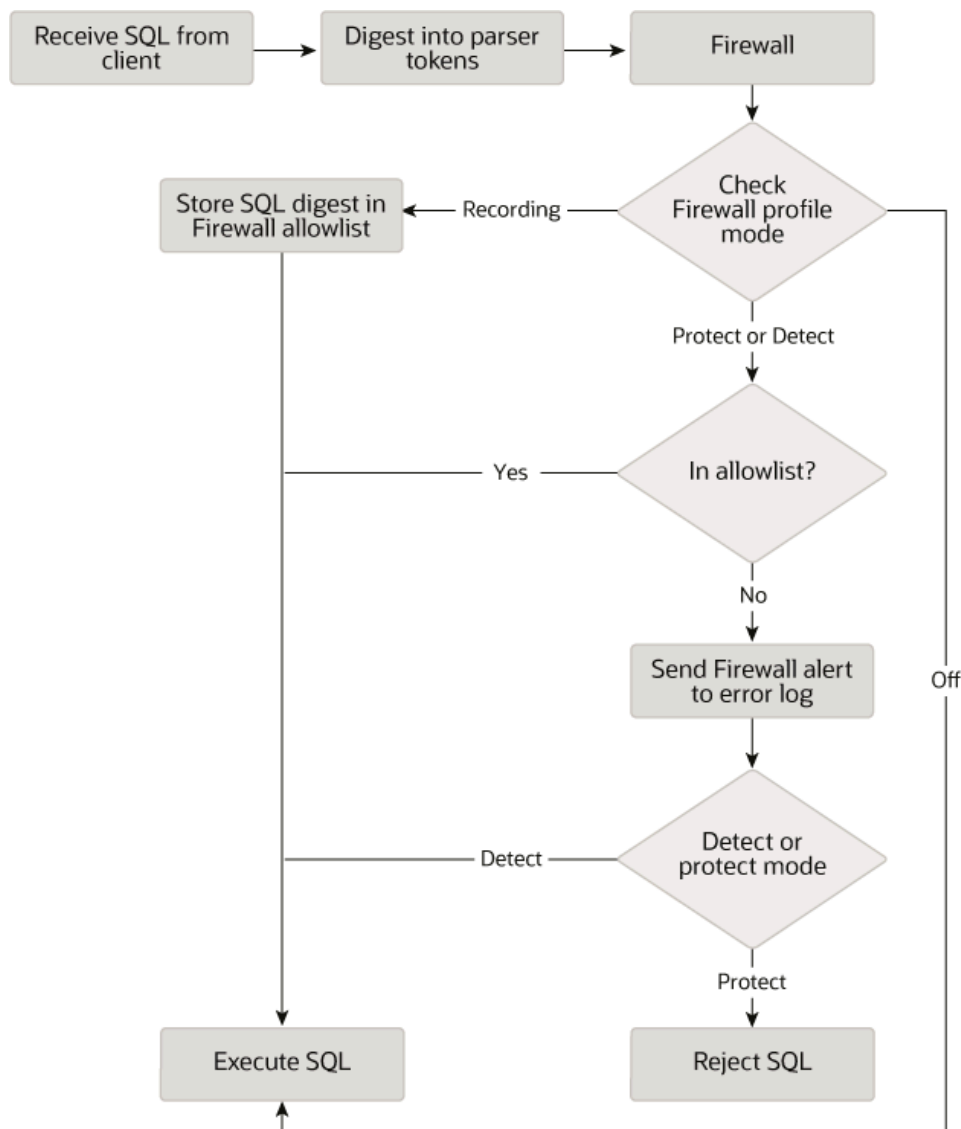 Receive SQL from
client
Digest into parser
tokens
Firewall
Check
Firewall profile
mode
Recording
Store SQL digest in
Firewall allowlist
Protect or Detect
In allowlist?
Yes
No
Send Firewall alert
to error log
Off
Detect or
protect mode
Detect
Protect
Execute SQL
Reject SQL